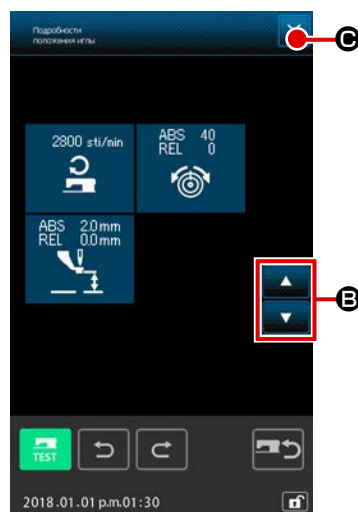 Подробности
положения иглы
C
2800 sti/min
ABS 40
REL 0
ABS 2.0mm
REL 0.0mm
B
TEST
2018.01.01 p.m.01:30